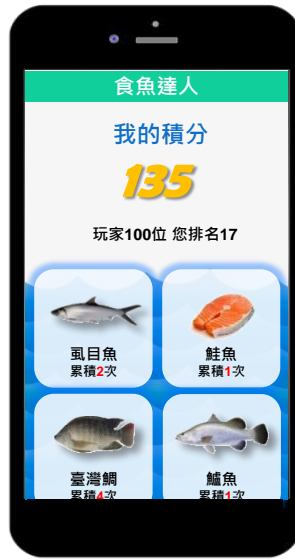 食魚達人
我的積分
135
玩家100位 您排名17
虱目魚
累積2次
鮭魚
累積1次
臺灣鯛
累積4次
鱸魚
累積1次